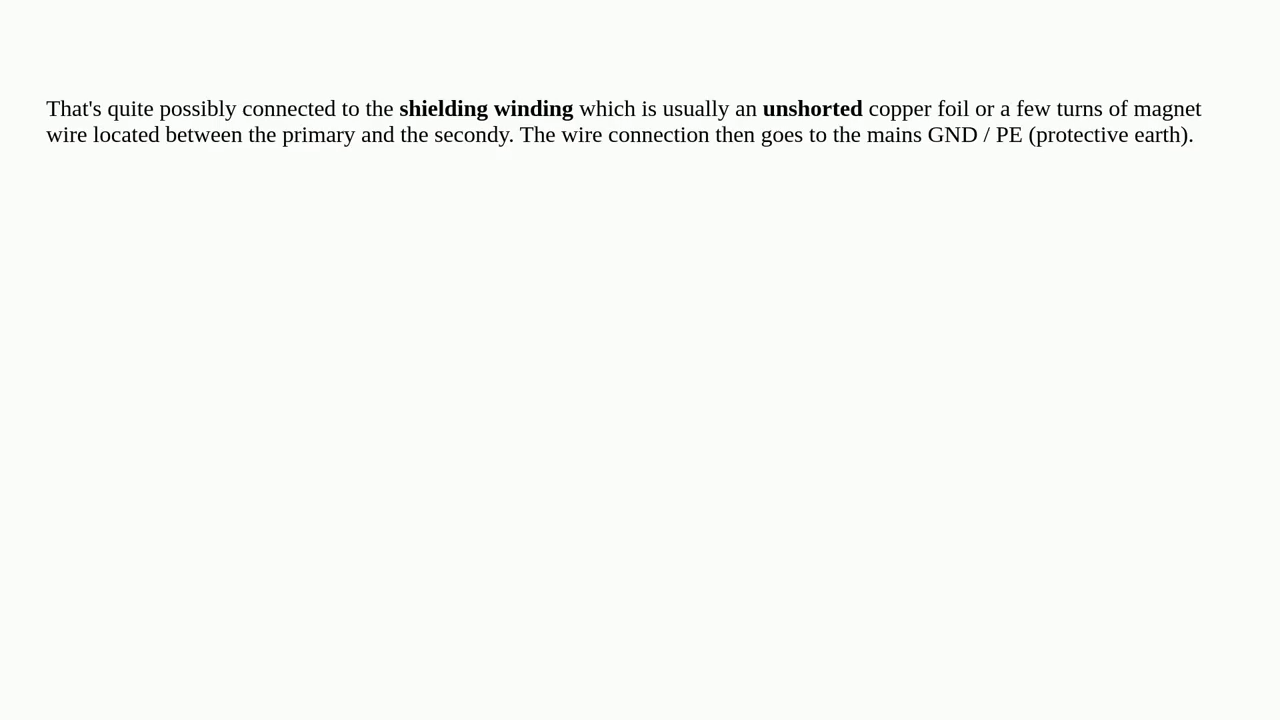 That's quite possibly connected to the shielding winding which is usually an unshorted copper foil or a few turns of magnet
wire located between the primary and the secondy. The wire connection then goes to the mains GND / PE (protective earth).